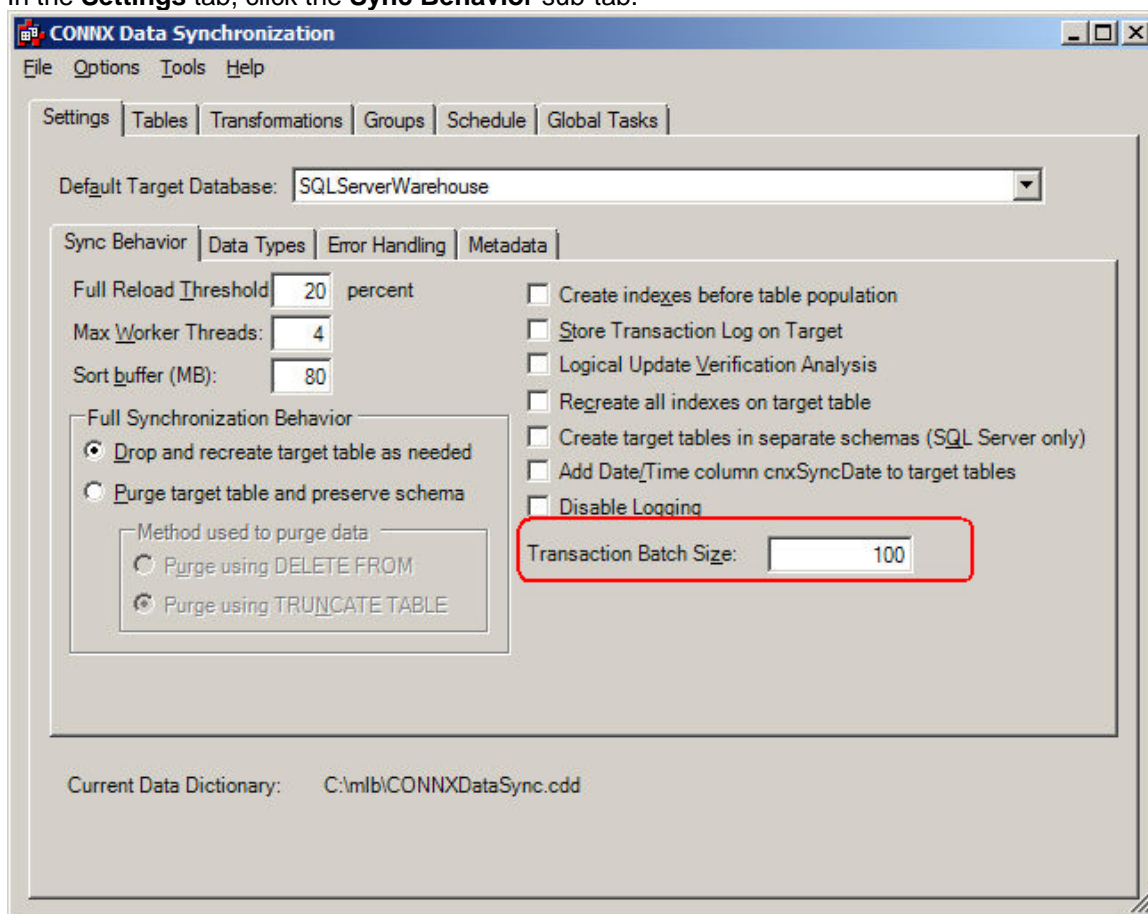 In the Settings tab, click the Sync Behavior sub-tab.
CONNX Data Synchronization
File Options Tools Help
Settings Tables Transformations Groups Schedule Global Tasks
Default Target Database: SQLServerWarehouse
Sync Behavior Data Types Error Handling Metadata
Full Reload Threshold 20 percent
Max Worker Threads: 4
Sort buffer (MB): 80
Full Synchronization Behavior
Drop and recreate target table as needed
Purge target table and preserve schema
Method used to purge data
Purge using DELETE FROM
Purge using TRUNCATE TABLE
Create indexes before table population
Store Transaction Log on Target
Logical Update Verification Analysis
Recreate all indexes on target table
Create target tables in separate schemas (SQL Server only)
Add Date/Time column cnxSyncDate to target tables
Disable Logging
Transaction Batch Size: 100
Current Data Dictionary: C:\mlb\CONNXDataSync.cdd